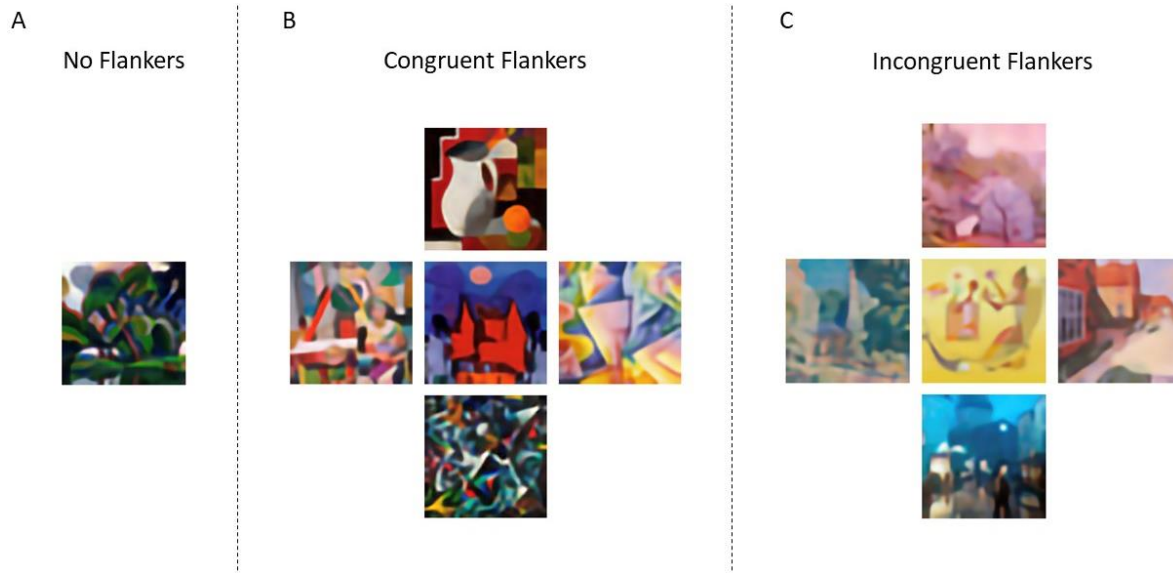 A
No Flankers
B
Congruent Flankers
C
Incongruent Flankers